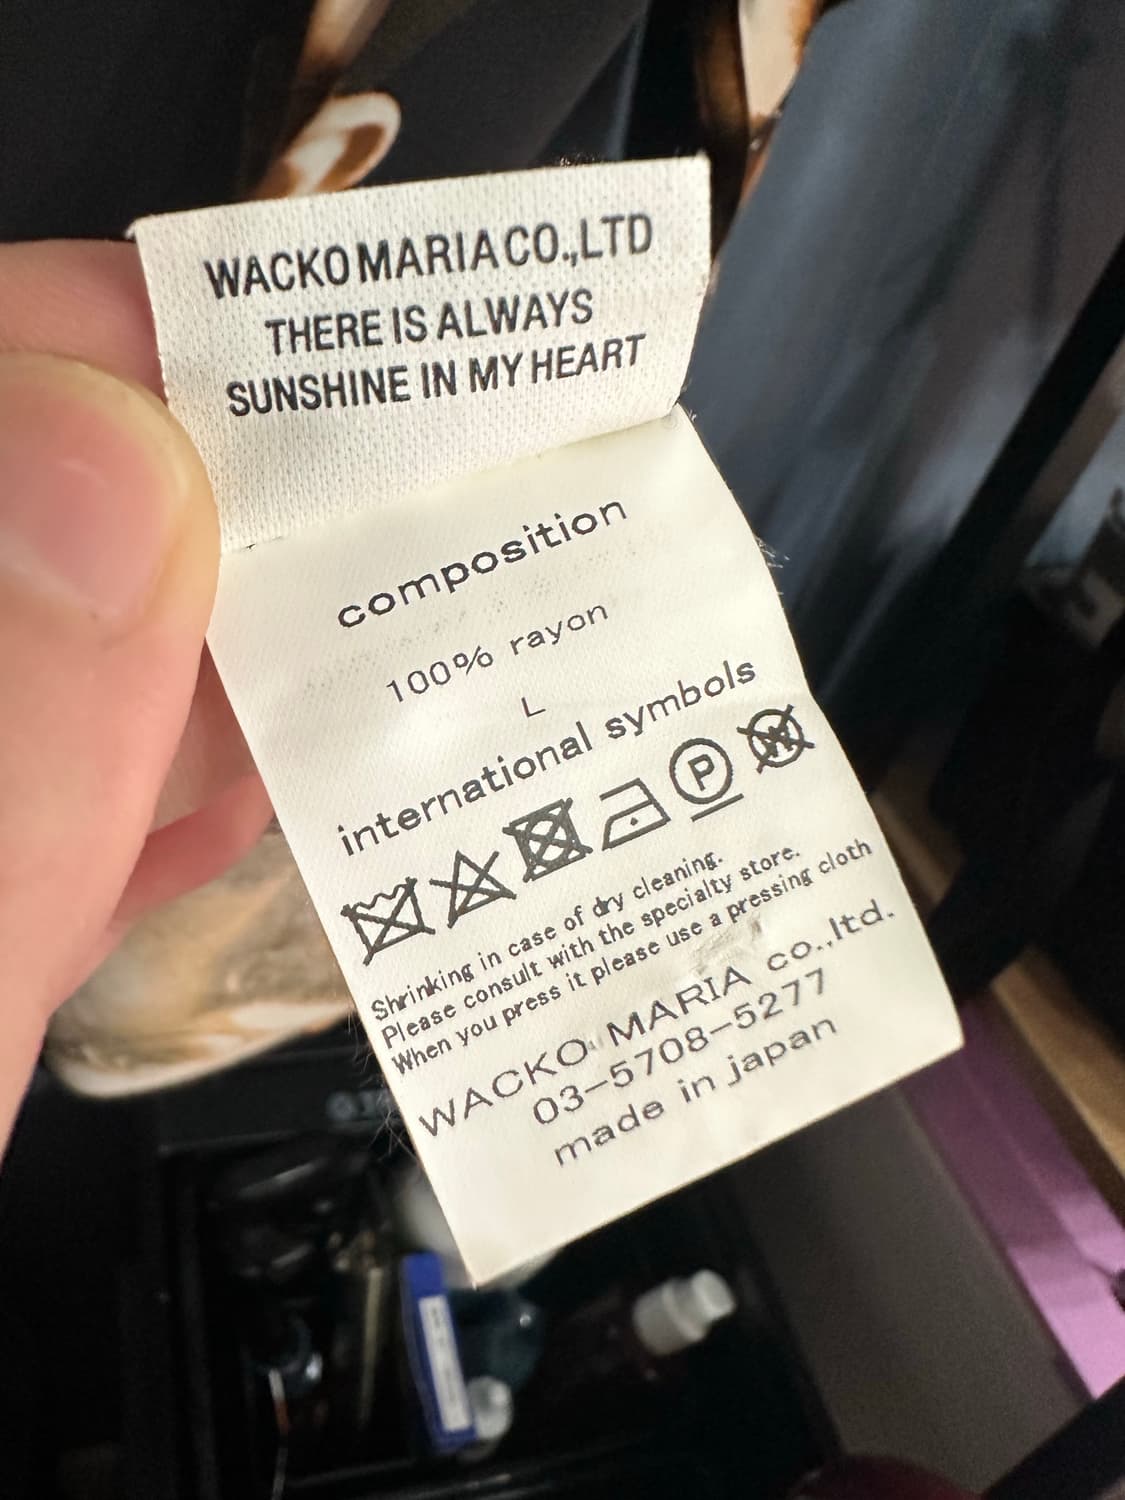 WACKO MARIA CO.,LTD
THERE IS ALWAYS
SUNSHINE IN MY HEART
composition
100% rayon
L
international symbols
P W
Shrinking in case of dry cleaning.
Please consult with the specialty store.
When you press it please use a pressing cloth
WACKO MARIA co.,ltd.
03-5708-5277
made in japan